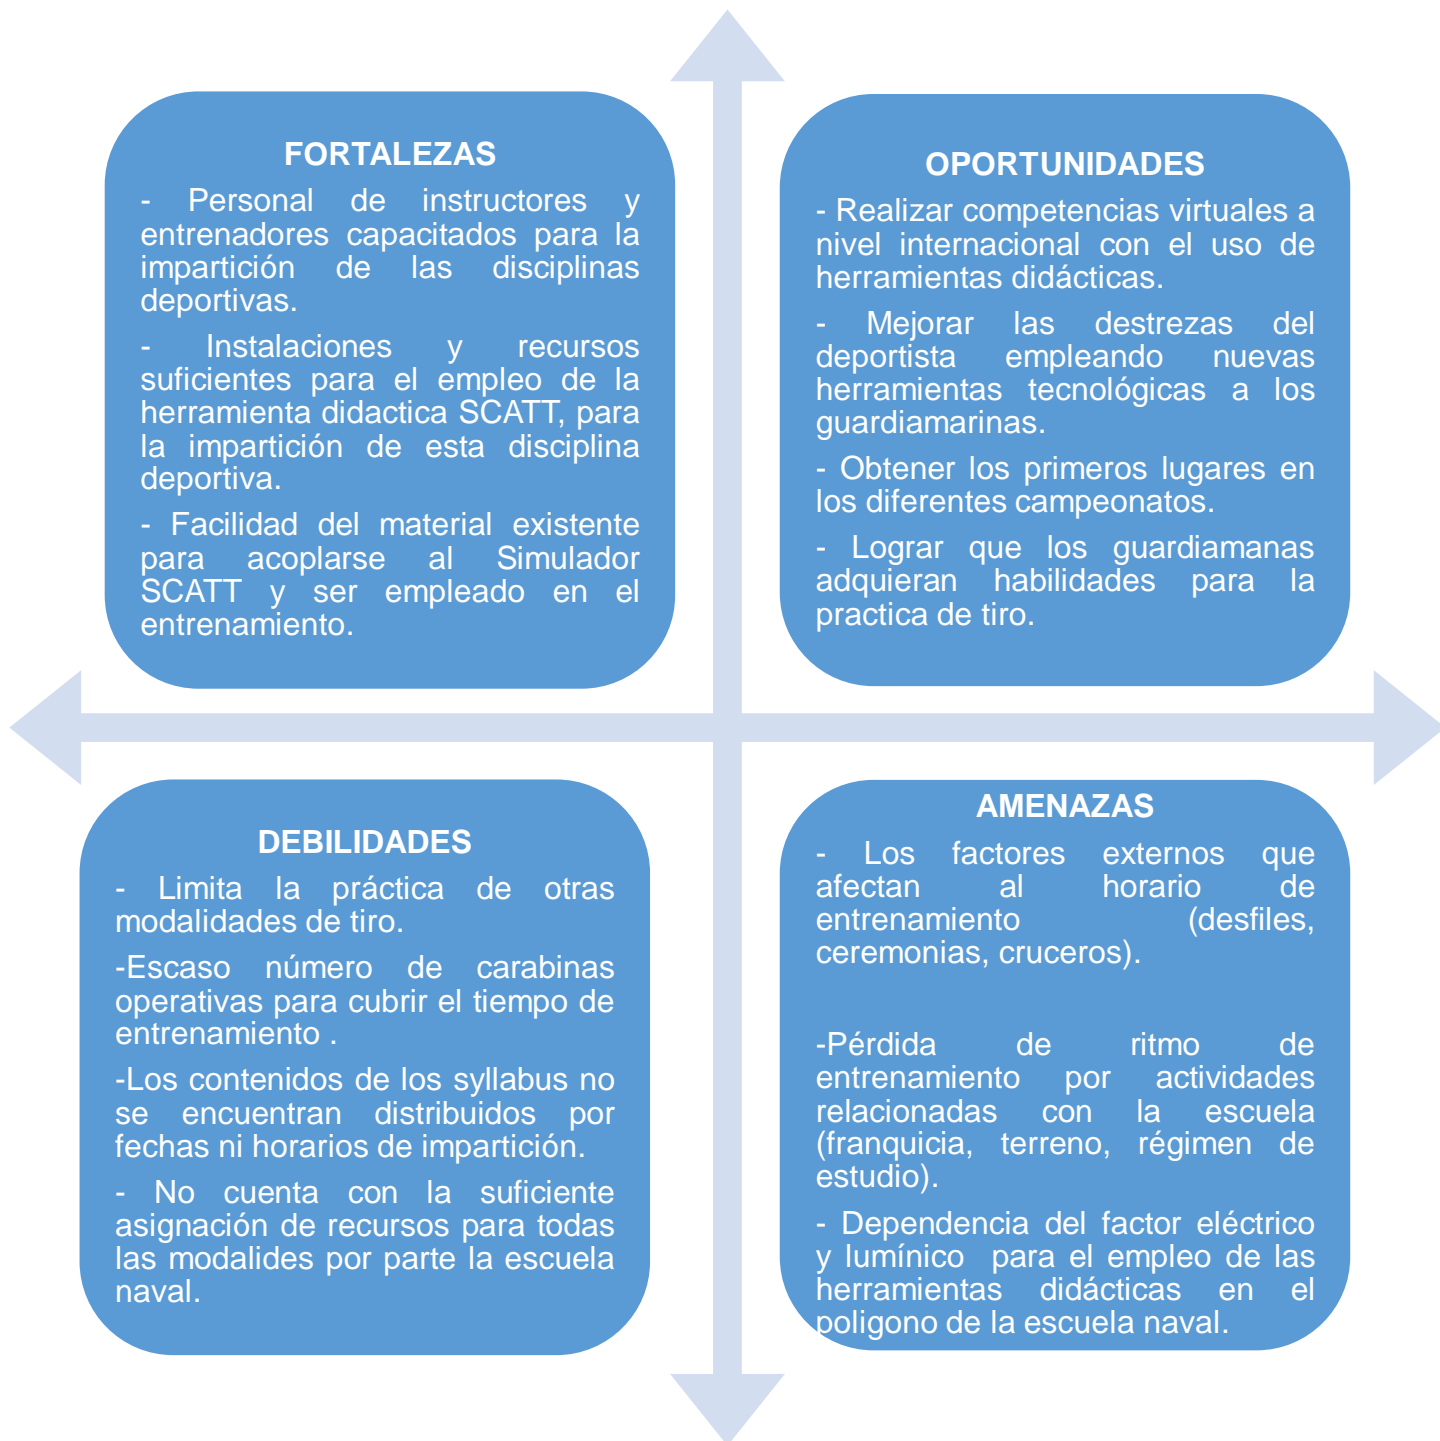 FORTALEZAS
- Personal de instructores y
entrenadores capacitados para la
impartición de las disciplinas
deportivas.
- Instalaciones y recursos
suficientes para el empleo de la
herramienta didactica SCATT, para
la impartición de esta disciplina
deportiva.
- Facilidad del material existente
para acoplarse al Simulador
SCATT y ser empleado en el
entrenamiento.
OPORTUNIDADES
- Realizar competencias virtuales a
nivel internacional con el uso de
herramientas didácticas.
- Mejorar las destrezas del
deportista empleando nuevas
herramientas tecnológicas a los
guardiamarinas.
- Obtener los primeros lugares en
los diferentes campeonatos.
- Lograr que los guardiamanas
adquieran habilidades para la
practica de tiro.
DEBILIDADES
- Limita la práctica de otras
modalidades de tiro.
-Escaso número de carabinas
operativas para cubrir el tiempo de
entrenamiento .
-Los contenidos de los syllabus no
se encuentran distribuidos por
fechas ni horarios de impartición.
- No cuenta con la suficiente
asignación de recursos para todas
las modalides por parte la escuela
naval.
AMENAZAS
- Los factores externos que
afectan al horario de
entrenamiento (desfiles,
ceremonias, cruceros).
-Pérdida de ritmo de
entrenamiento por actividades
relacionadas con la escuela
(franquicia, terreno, régimen de
estudio).
- Dependencia del factor eléctrico
y lumínico para el empleo de las
herramientas didácticas en el
poligono de la escuela naval.